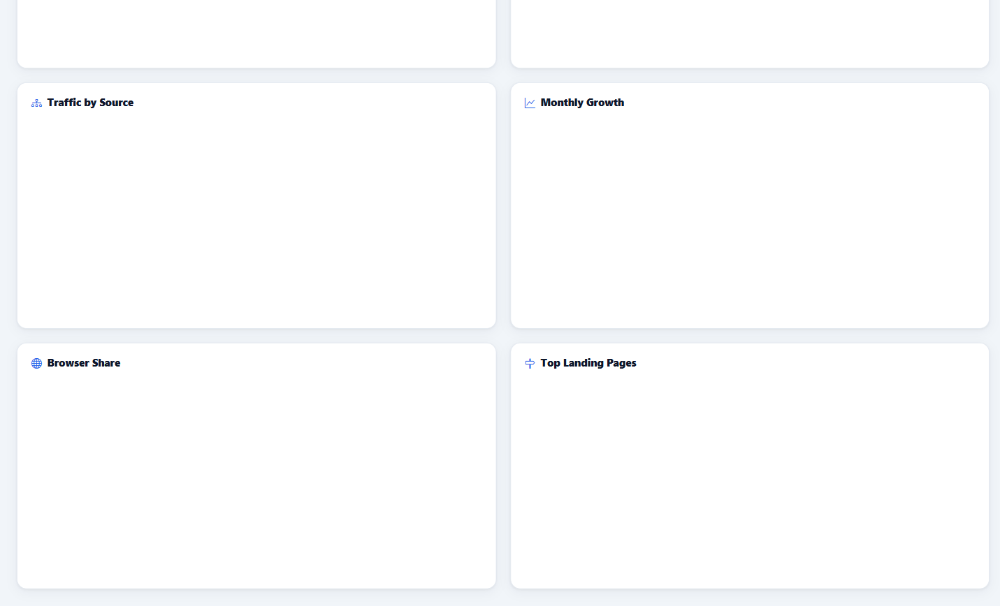 Traffic by Source
Monthly Growth
Browser Share
Top Landing Pages